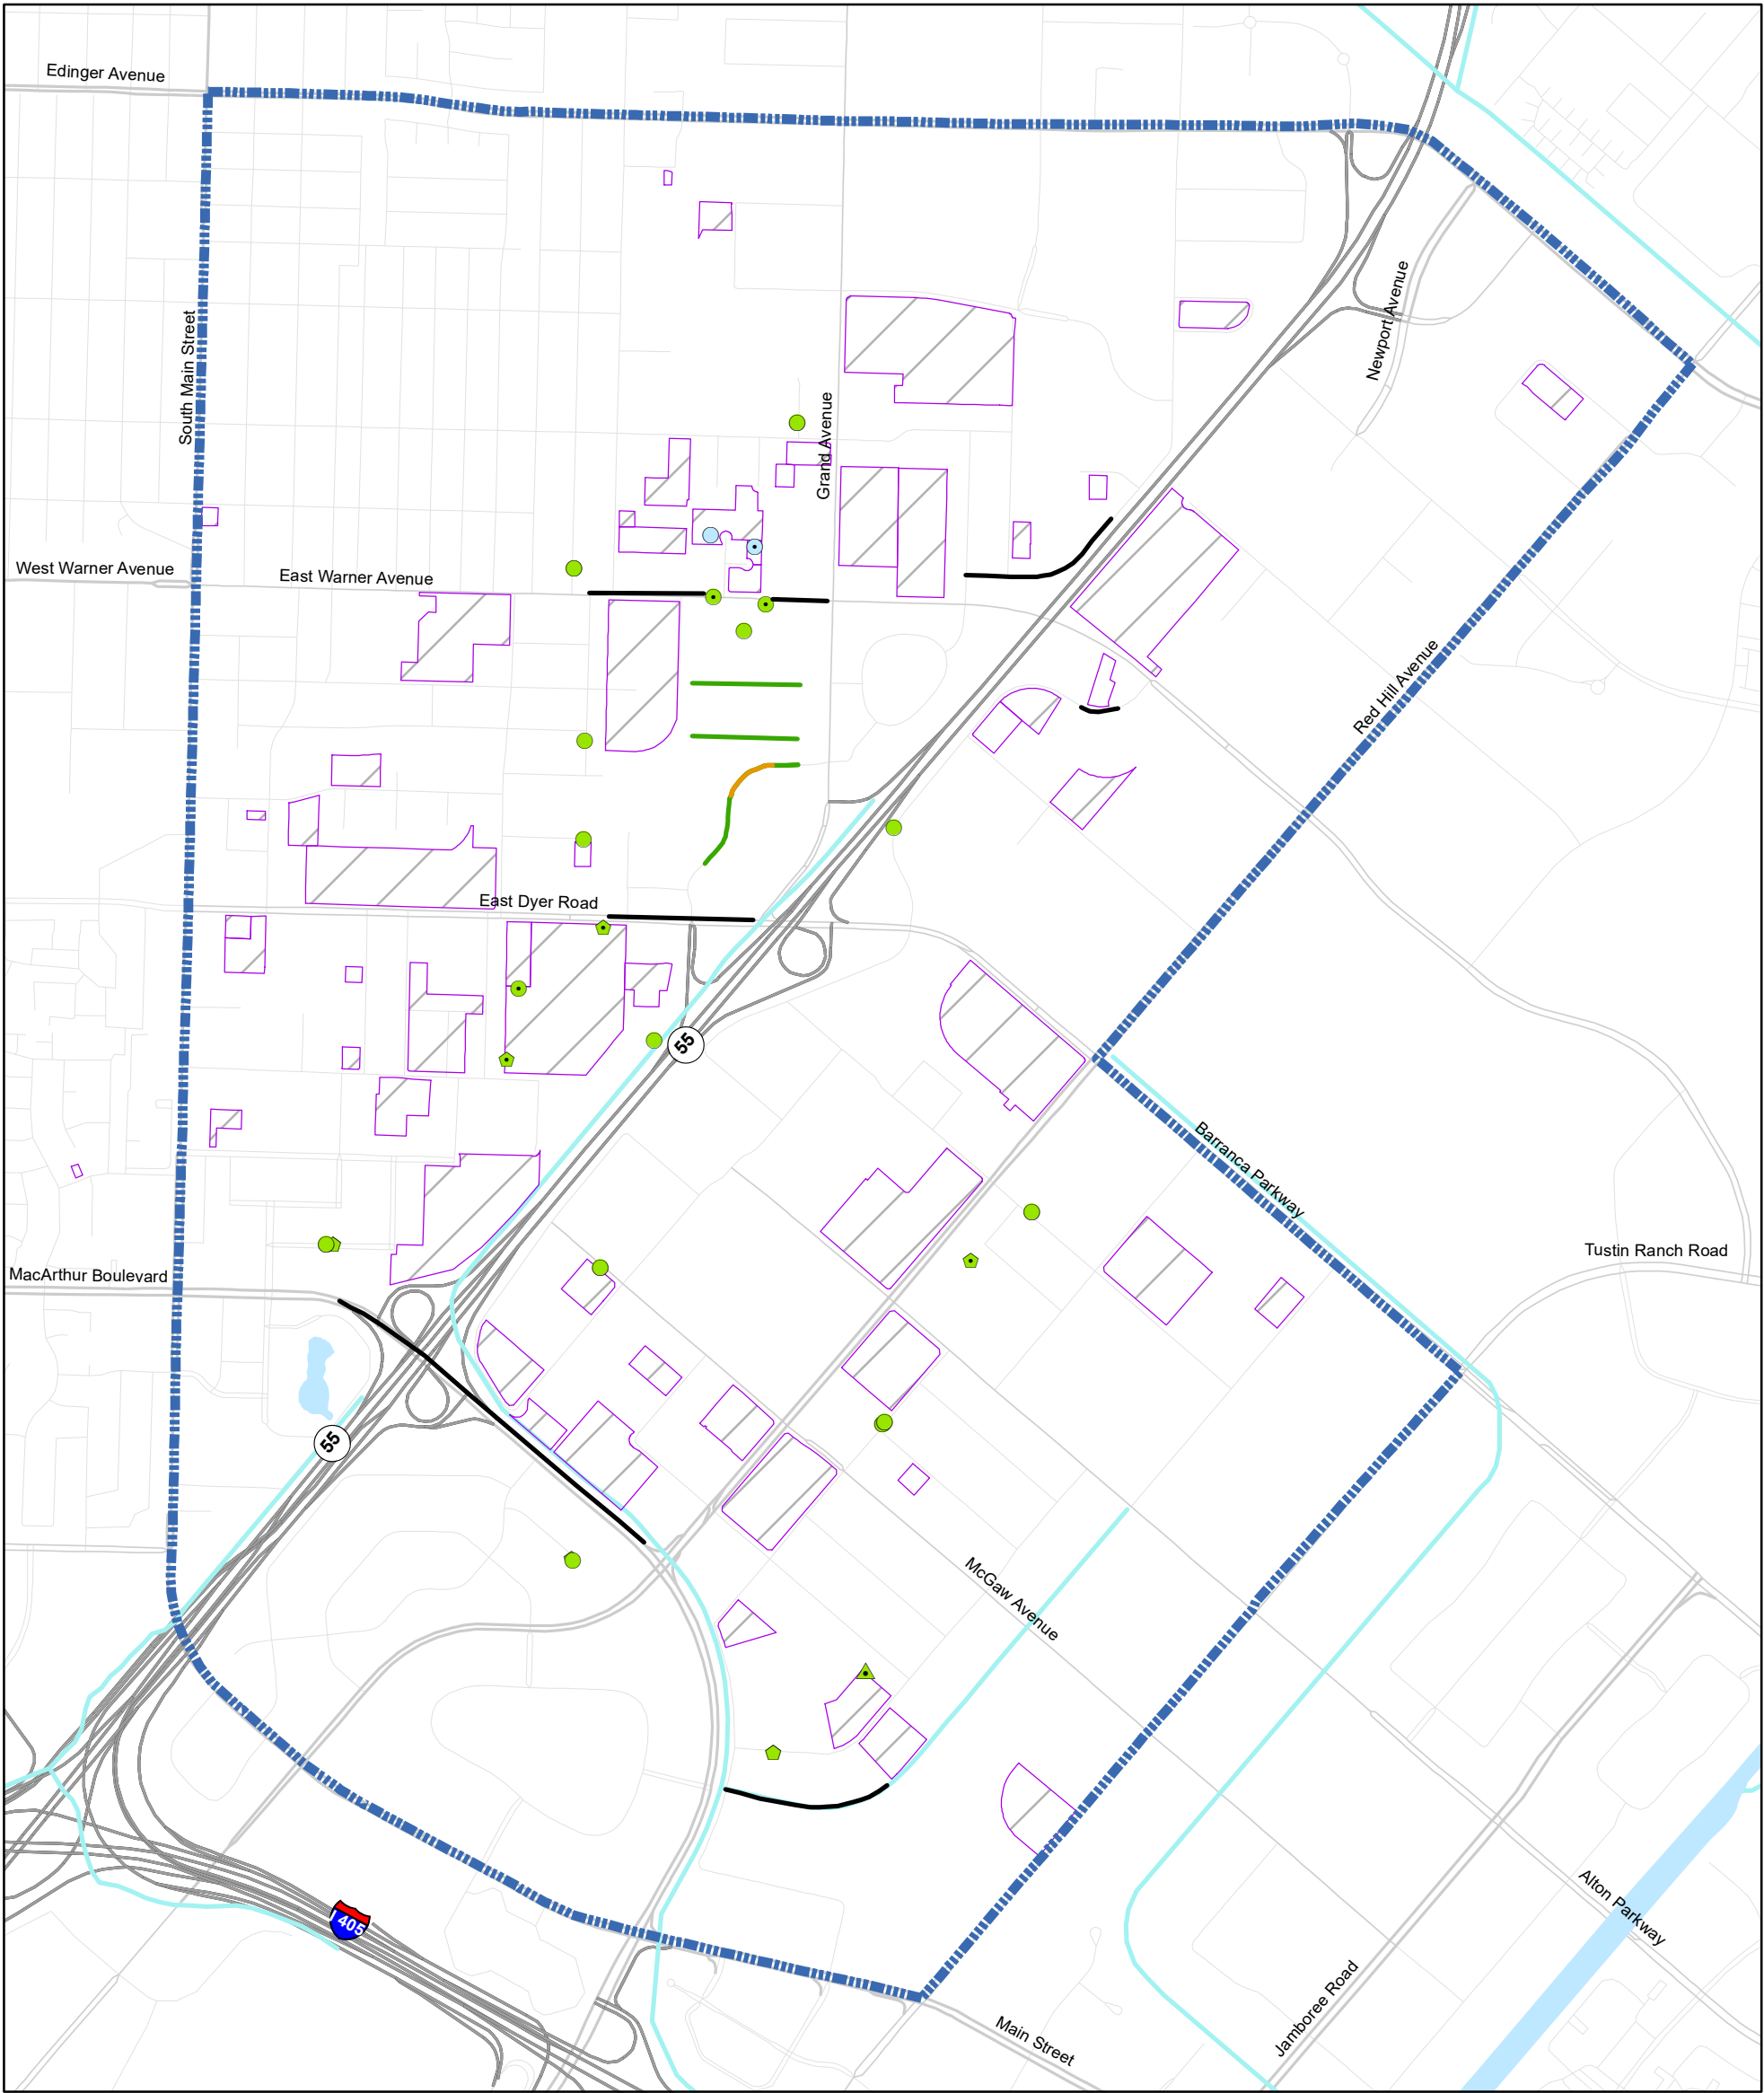 Edinger Avenue
Newport Avenue
South Main Street
Grand Avenue
West Warner Avenue
East Warner Avenue
Red Hill Avenue
East Dyer Road
55
Barranca Parkway
Tustin Ranch Road
MacArthur Boulevard
55
McGaw Avenue
Alton Parkway
I 405
Jamboree Road
Main Street